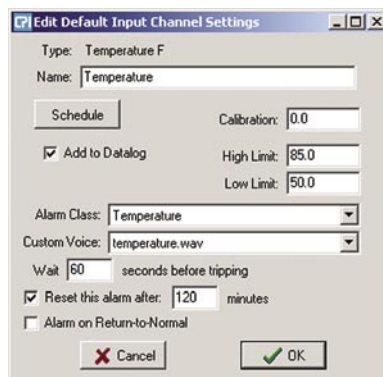 CPI Edit Default Input Channel Settings
Type: Temperature F
Name: Temperature
Schedule
Calibration: 0.0
Add to Datalog
High Limit: 85.0
Low Limit: 50.0
Alarm Class: Temperature
Custom Voice: temperature.wav
Wait 60 seconds before tripping
Reset this alarm after: 120 minutes
Alarm on Return-to-Normal
Cancel
OK